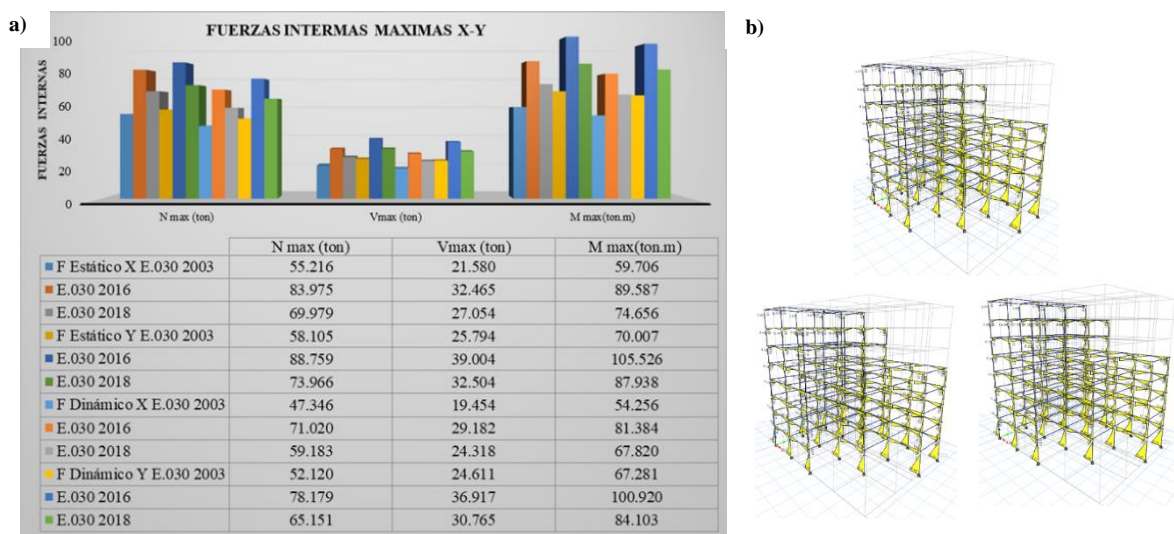 a)
FUERZAS INTERMAS MAXIMAS X-Y
FUERZAS INTERNAS
100
80
60
40
20
0
N max (ton) Vmax (ton) M max(ton.m)
N max (ton) Vmax (ton) M max(ton.m)
F Estático X E.030 2003 55.216 21.580 59.706
E.030 2016 83.975 32.465 89.587
E.030 2018 69.979 27.054 74.656
F Estático Y E.030 2003 58.105 25.794 70.007
E.030 2016 88.759 39.004 105.526
E.030 2018 73.966 32.504 87.938
F Dinámico X E.030 2003 47.346 19.454 54.256
E.030 2016 71.020 29.182 81.384
E.030 2018 59.183 24.318 67.820
F Dinámico Y E.030 2003 52.120 24.611 67.281
E.030 2016 78.179 36.917 100.920
E.030 2018 65.151 30.765 84.103
b)